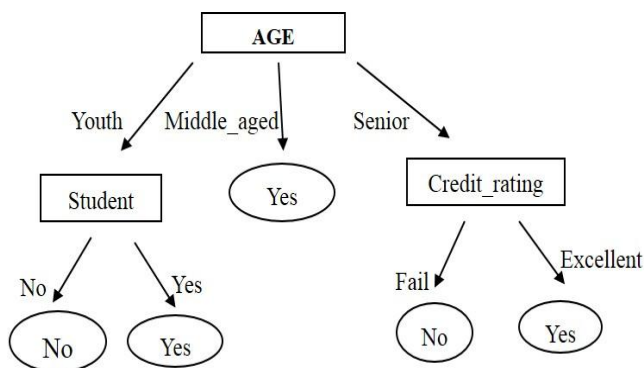 AGE
Youth
Middle_aged
Senior
Student
Yes
Credit_rating
No
Yes
Fail
Excellent
No
Yes
No
Yes